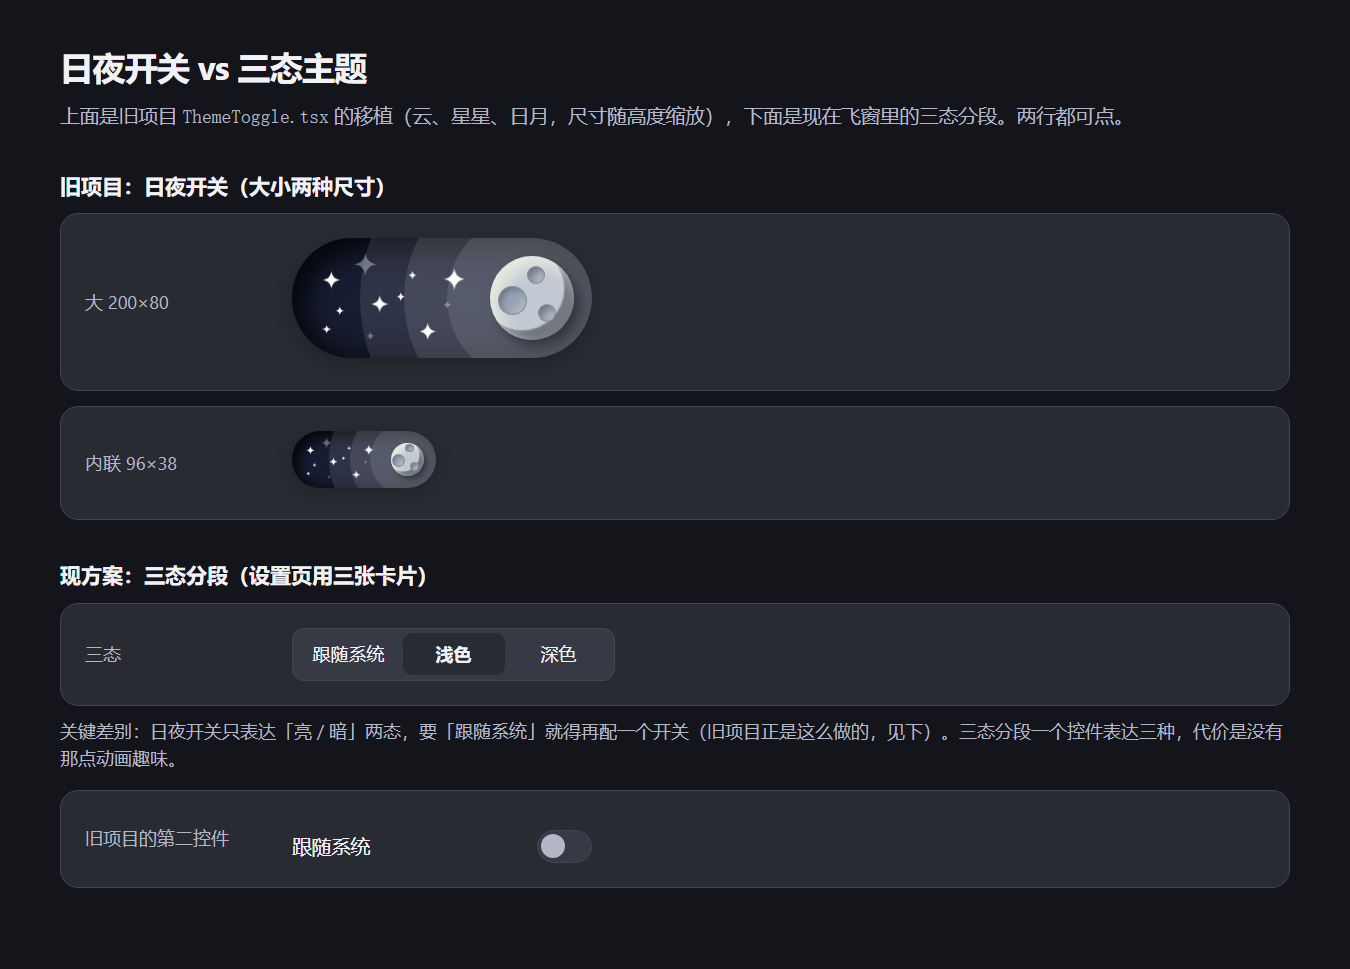 日夜开关 vs 三态主题
上面是旧项目 ThemeToggle.tsx 的移植（云、星星、日月，尺寸随高度缩放），下面是现在飞窗里的三态分段。两行都可点。
旧项目：日夜开关（大小两种尺寸）
大 200×80
内联 96×38
现方案：三态分段（设置页用三张卡片）
三态
跟随系统 浅色 深色
关键差别：日夜开关只表达「亮 / 暗」两态，要「跟随系统」就得再配一个开关（旧项目正是这么做的，见下）。三态分段一个控件表达三种，代价是没有
那点动画趣味。
旧项目的第二控件
跟随系统